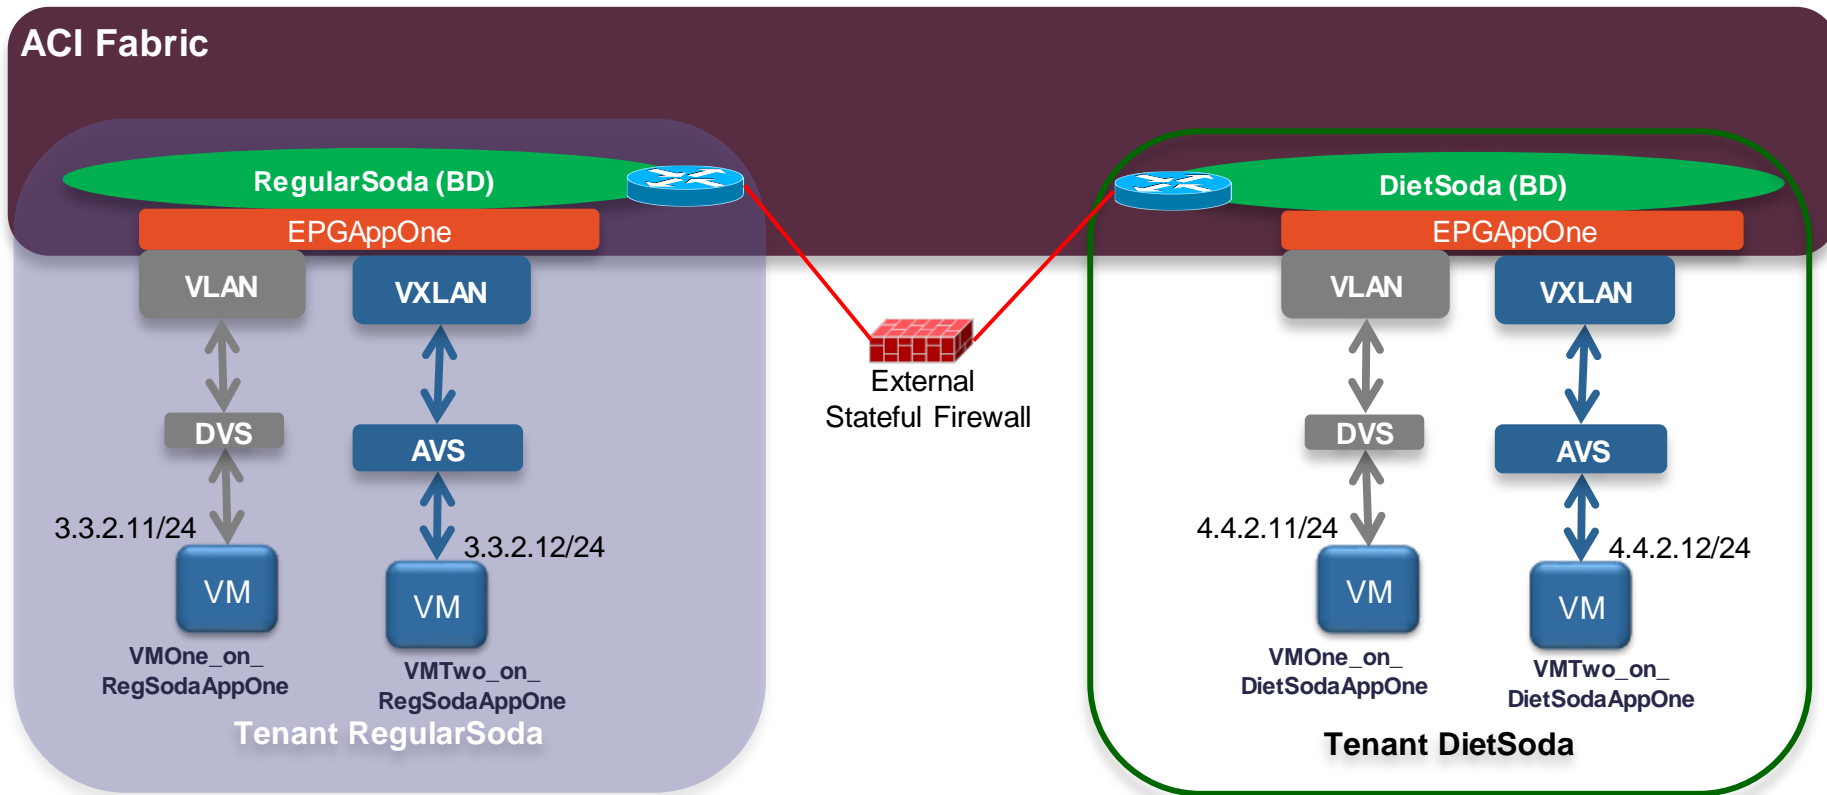 ACI Fabric
RegularSoda (BD)
EPGAppOne
VLAN
VXLAN
DVS
AVS
3.3.2.11/24
3.3.2.12/24
VM
VM
VMOne_on_
RegSodaAppOne
VMTwo_on_
RegSodaAppOne
Tenant RegularSoda
External
Stateful Firewall
DietSoda (BD)
EPGAppOne
VLAN
VXLAN
DVS
AVS
4.4.2.11/24
4.4.2.12/24
VM
VM
VMOne_on_
DietSodaAppOne
VMTwo_on_
DietSodaAppOne
Tenant DietSoda